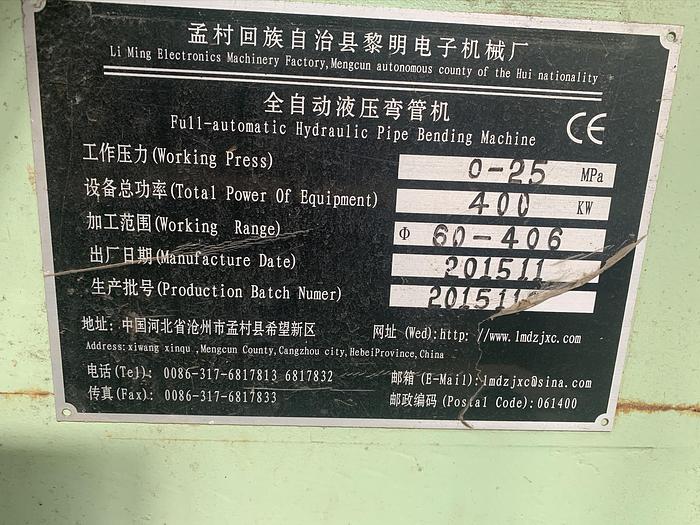 孟村回族自治县黎明电子机械厂
Li Ming Electronics Machinery Factory,Mengcun autonomous county of the Hui nationality
全自动液压弯管机
Full-automatic Hydraulic Pipe Bending Machine CE
工作压力(Working Press) 0-25 MPa
设备总功率(Total Power Of Equipment) 400 KW
加工范围(Working Range) Φ 60-406
出厂日期(Manufacture Date) 201511
生产批号(Production Batch Numer)
地址: 中国河北省沧州市孟村县希望新区 网址 (Wed):http: //www.lmdzjxc.com
Address:xiwang xinqu ,Mengcun County,Cangzhou city,HebeiProvince,China
电话(Tel): 0086-317-6817813 6817832 邮箱 (E-Mail):lmdzjxc@sina.com
传真(Fax): 0086-317-6817833 邮政编码 (Postal Code):061400